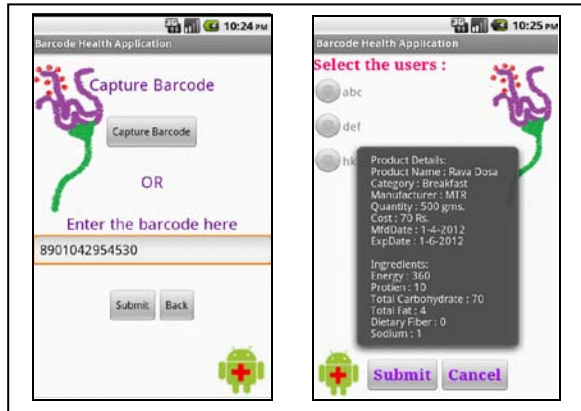 10:24 PM
Barcode Health Application
Capture Barcode
Capture Barcode
OR
Enter the barcode here
8901042954530
Submit Back
10:25 PM
Barcode Health Application
Select the users :
abc
def
hk
Product Details:
Product Name : Rava Dosa
Category : Breakfast
Manufacturer : MTR
Quantity : 500 gms.
Cost : 70 Rs.
MfdDate : 1-4-2012
ExpDate : 1-6-2012
Ingredients:
Energy : 360
Protien : 10
Total Carbohydrate : 70
Total Fat : 4
Dietary Fiber : 0
Sodium : 1
Submit Cancel